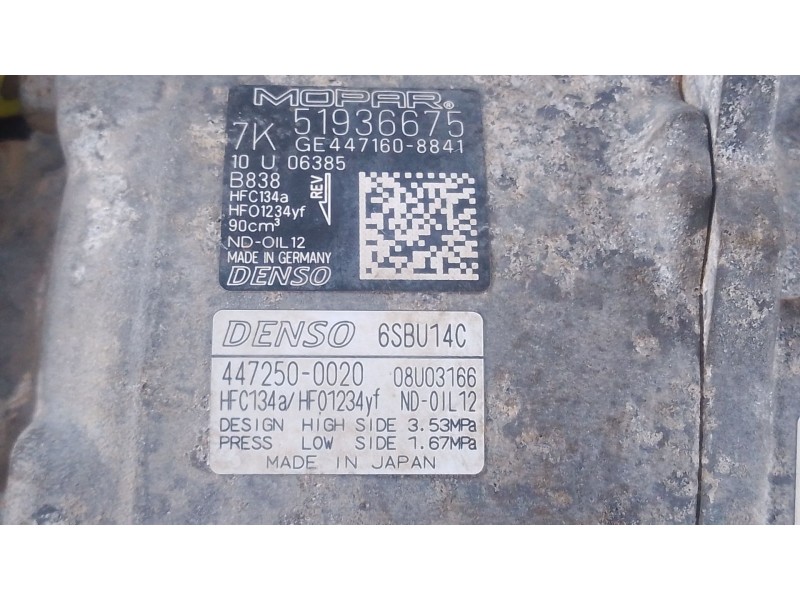 MOPAR®
7K 51936675
GE447160-8841
10 U 06385
B838
HFC134a
HFO1234yf
90cm³
REV
ND-OIL12
MADE IN GERMANY
DENSO
DENSO 6SBU14C
447250-0020 08U03166
HFC134a/HFO1234yf ND-OIL12
DESIGN HIGH SIDE 3.53MPa
PRESS LOW SIDE 1.67MPa
MADE IN JAPAN